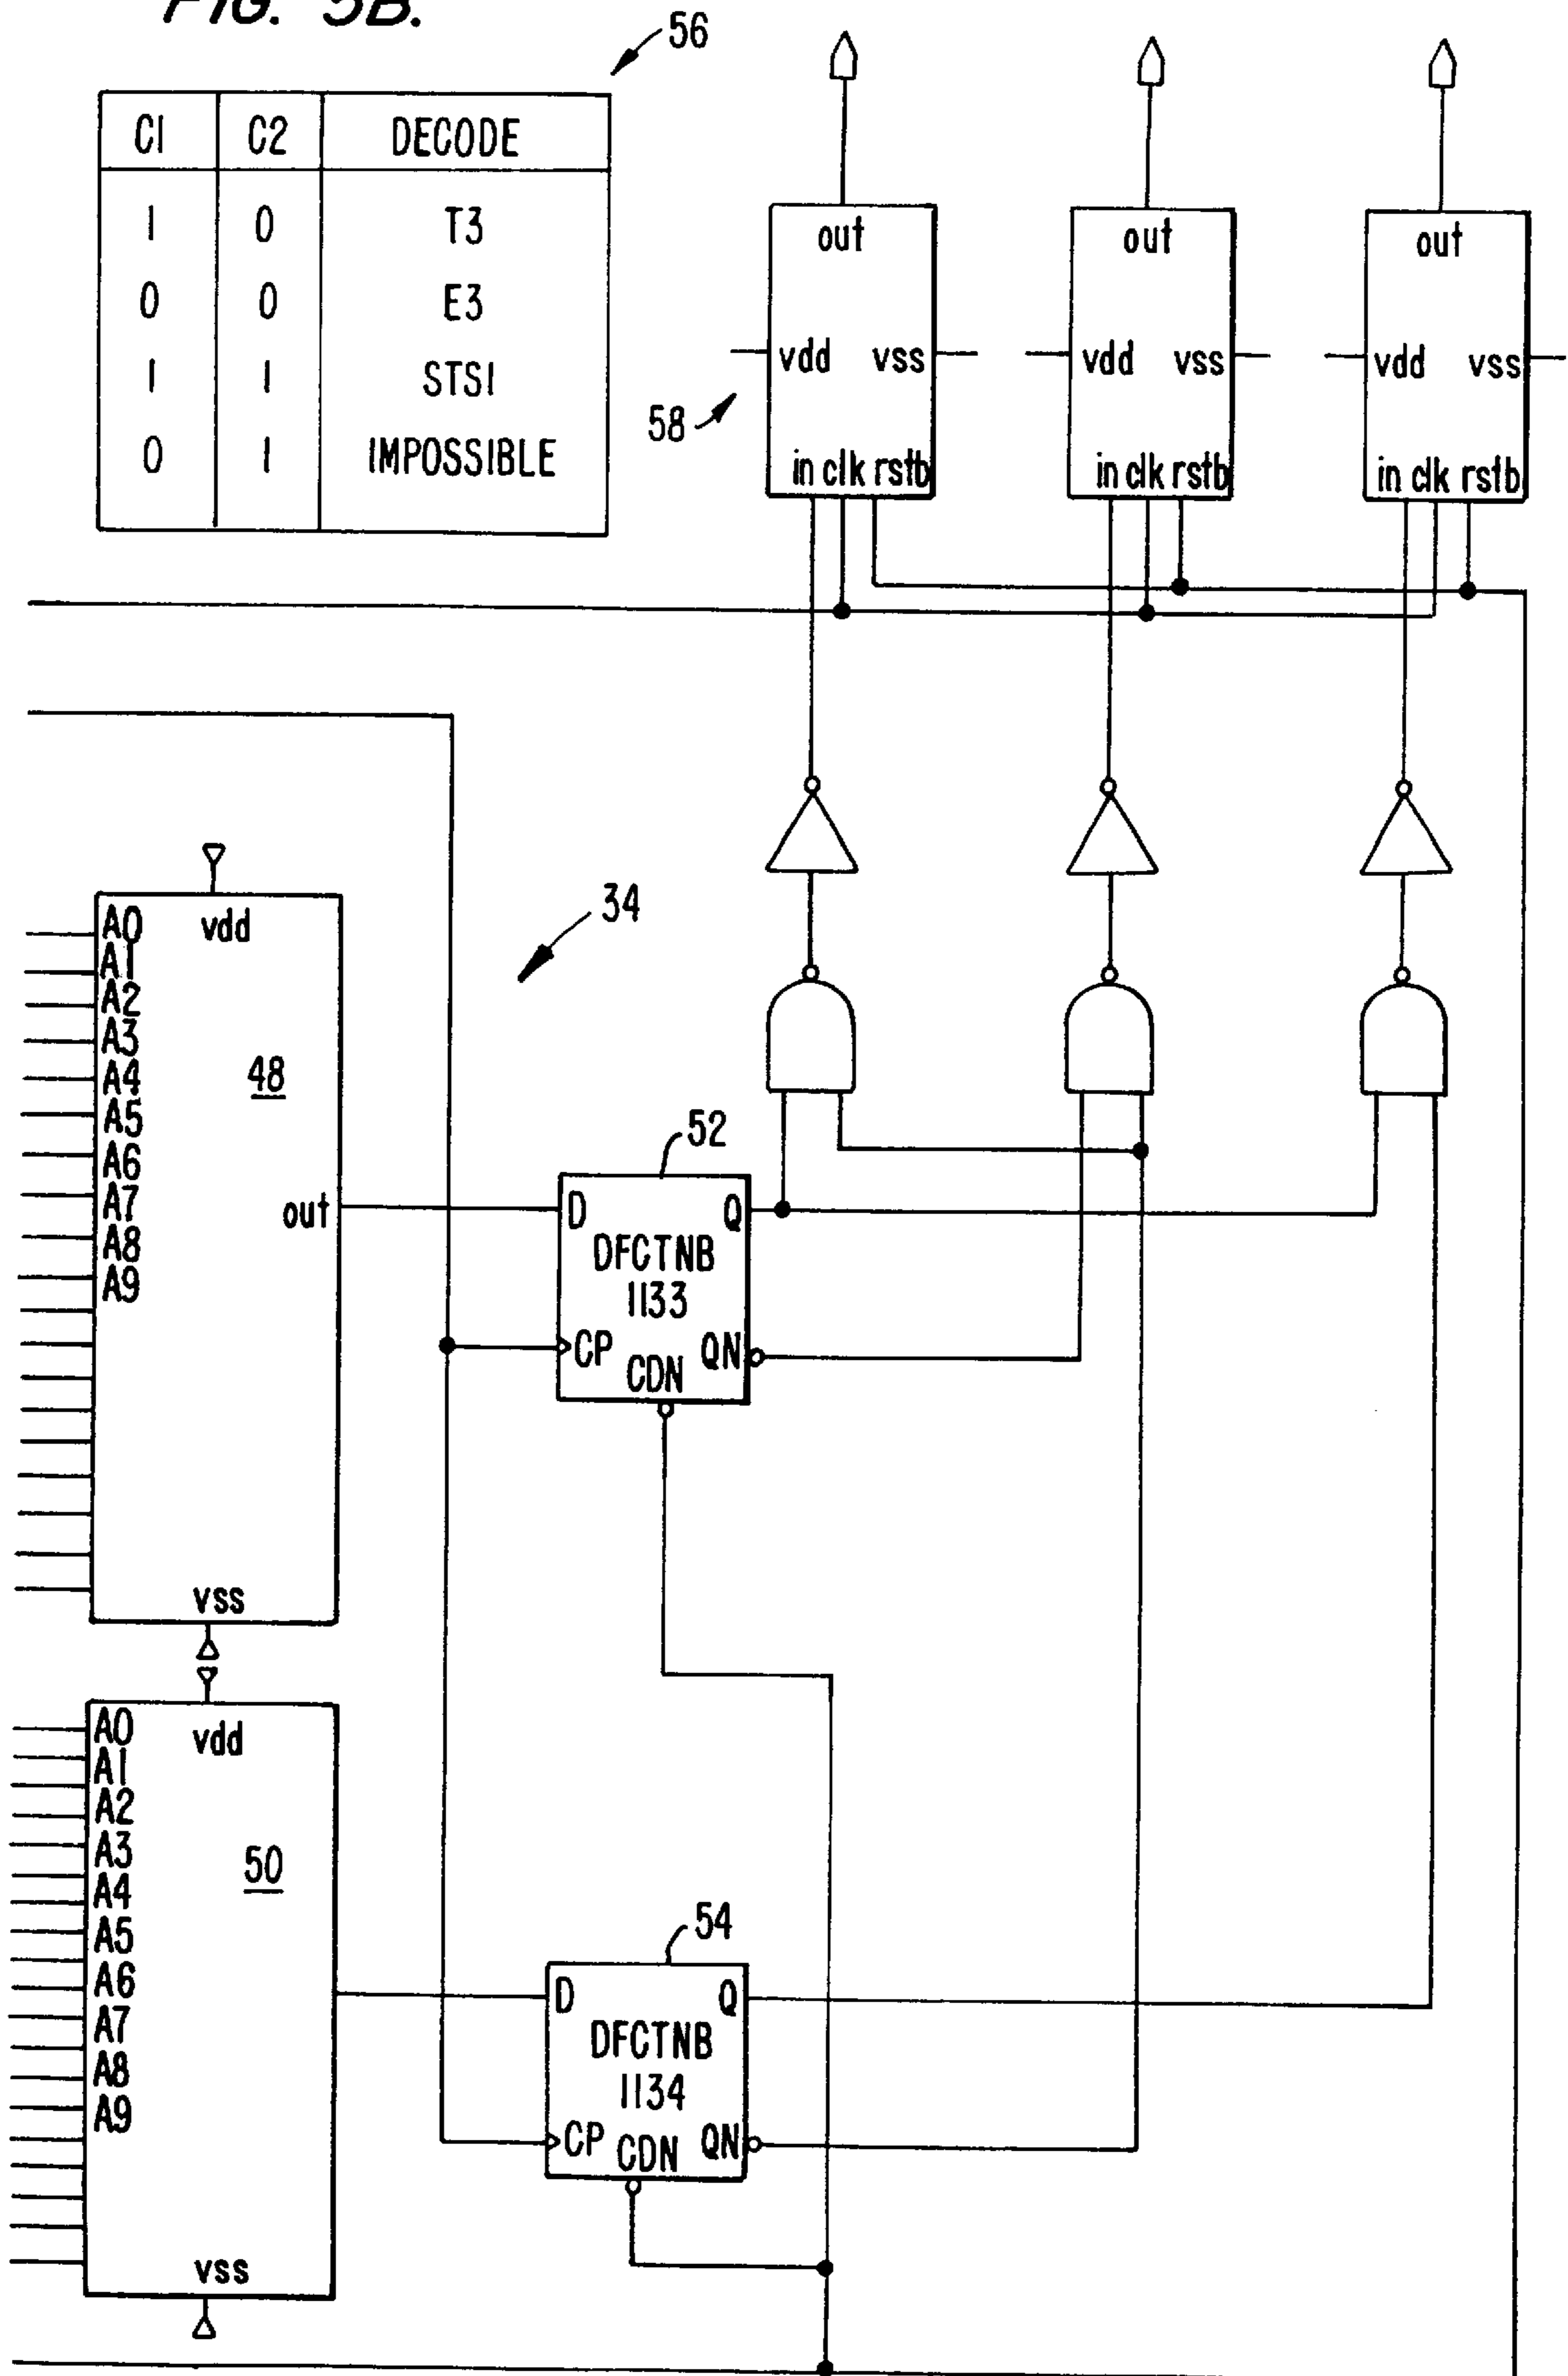 FIG. 5B.
56
C1 C2 DECODE
1 0 T3
0 0 E3
1 1 STS1
0 1 IMPOSSIBLE
out
vdd vss
in clk rstb
out
vdd vss
in clk rstb
out
vdd vss
in clk rstb
58
34
vdd
A0
A1
A2
A3
A4
A5
A6
A7
A8
A9
48
out
vss
52
D Q
DFCTNB
1133
CP QN
CDN
vdd
A0
A1
A2
A3
A4
A5
A6
A7
A8
A9
50
vss
54
D Q
DFCTNB
1134
CP CDN QN